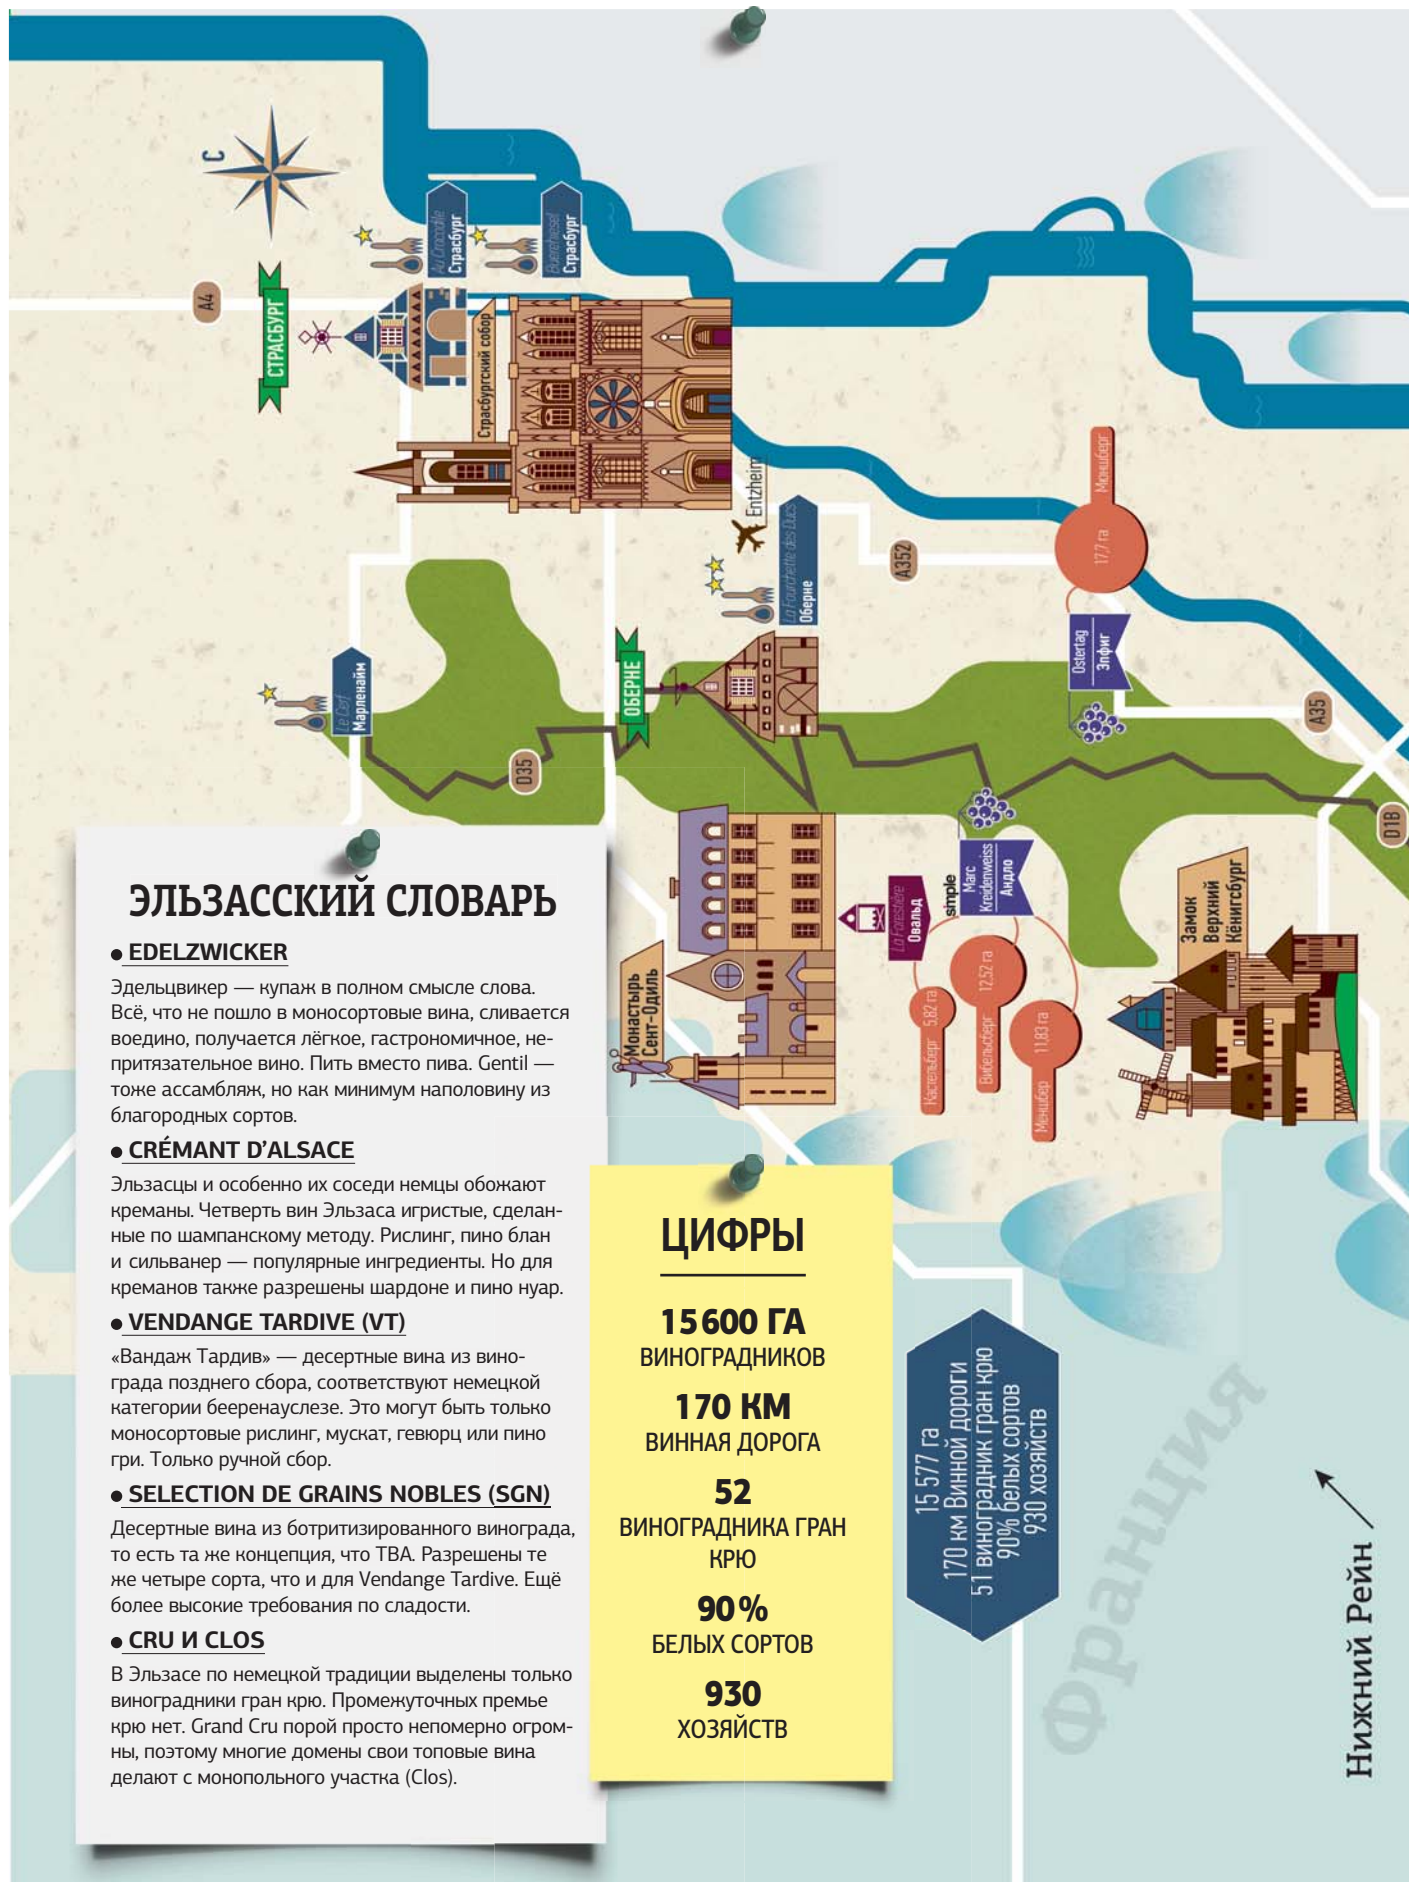 С
A4
СТРАСБУРГ
Au Crocodile
Страсбург
Buerehiesel
Страсбург
Страсбургский собор
Entzheim
La Fourchette des Ducs
Оберне
A352
Мюншберг
17,7 га
Ostertag
Эпфиг
A35
D1B
Le Cerf
Марленайм
ОБЕРНЕ
D35
Монастырь
Сент-Одиль
La Forestière
Овальд
simple
Marc
Kreidenweiss
Андло
Кастельберг 5,82 га
Вибельсберг 12,52 га
Меншбер 11,83 га
Замок
Верхний
Кёнигсбург
ЭЛЬЗАССКИЙ СЛОВАРЬ
● EDELZWICKER
Эдельцвикер — купаж в полном смысле слова.
Всё, что не пошло в моносортовые вина, сливается
воедино, получается лёгкое, гастрономичное, не-
притязательное вино. Пить вместо пива. Gentil —
тоже ассамбляж, но как минимум наполовину из
благородных сортов.
● CRÉMANT D’ALSACE
Эльзасцы и особенно их соседи немцы обожают
креманы. Четверть вин Эльзаса игристые, сделан-
ные по шампанскому методу. Рислинг, пино блан
и сильванер — популярные ингредиенты. Но для
креманов также разрешены шардоне и пино нуар.
● VENDANGE TARDIVE (VT)
«Вандаж Тардив» — десертные вина из вино-
града позднего сбора, соответствуют немецкой
категории бееренауслезе. Это могут быть только
моносортовые рислинг, мускат, гевюрц или пино
гри. Только ручной сбор.
● SELECTION DE GRAINS NOBLES (SGN)
Десертные вина из ботритизированного винограда,
то есть та же концепция, что ТВА. Разрешены те
же четыре сорта, что и для Vendange Tardive. Ещё
более высокие требования по сладости.
● CRU И CLOS
В Эльзасе по немецкой традиции выделены только
виноградники гран крю. Промежуточных премье
крю нет. Grand Cru порой просто непомерно огром-
ны, поэтому многие домены свои топовые вина
делают с монопольного участка (Clos).
ЦИФРЫ
15 600 ГА
ВИНОГРАДНИКОВ
170 КМ
ВИННАЯ ДОРОГА
52
ВИНОГРАДНИКА ГРАН
КРЮ
90 %
БЕЛЫХ СОРТОВ
930
ХОЗЯЙСТВ
15 577 га
170 км Винной дороги
51 виноградник гран крю
90% белых сортов
930 хозяйств
Франция
Нижний Рейн